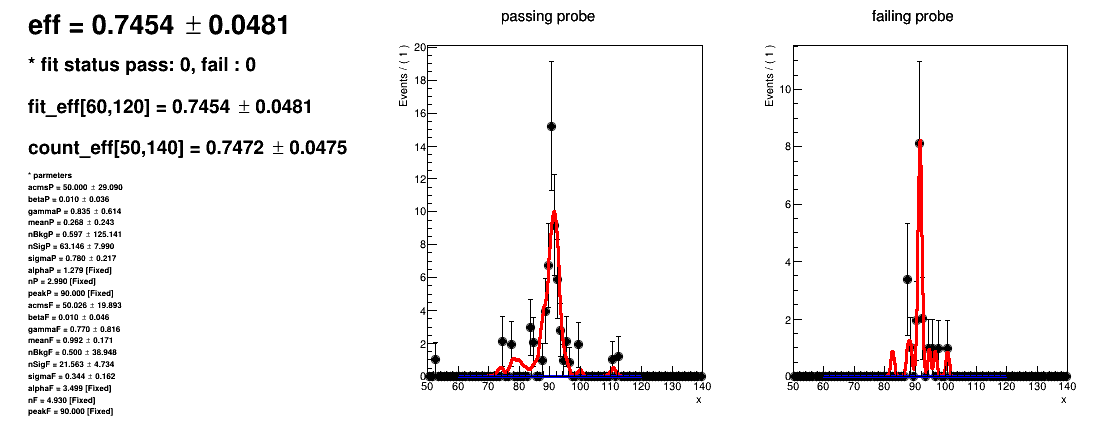 eff = 0.7454 ± 0.0481
* fit status pass: 0, fail : 0
fit_eff[60,120] = 0.7454 ± 0.0481
count_eff[50,140] = 0.7472 ± 0.0475
* parmeters
acmsP = 50.000 ± 29.090
betaP = 0.010 ± 0.036
gammaP = 0.835 ± 0.614
meanP = 0.268 ± 0.243
nBkgP = 0.597 ± 125.141
nSigP = 63.146 ± 7.990
sigmaP = 0.780 ± 0.217
alphaP = 1.279 [Fixed]
nP = 2.990 [Fixed]
peakP = 90.000 [Fixed]
acmsF = 50.026 ± 19.893
betaF = 0.010 ± 0.046
gammaF = 0.770 ± 0.816
meanF = 0.992 ± 0.171
nBkgF = 0.500 ± 38.948
nSigF = 21.563 ± 4.734
sigmaF = 0.344 ± 0.162
alphaF = 3.499 [Fixed]
nF = 4.930 [Fixed]
peakF = 90.000 [Fixed]
passing probe
Events / ( 1 )
20
18
16
14
12
10
8
6
4
2
0
50 60 70 80 90 100 110 120 130 140
x
failing probe
Events / ( 1 )
10
8
6
4
2
0
50 60 70 80 90 100 110 120 130 140
x